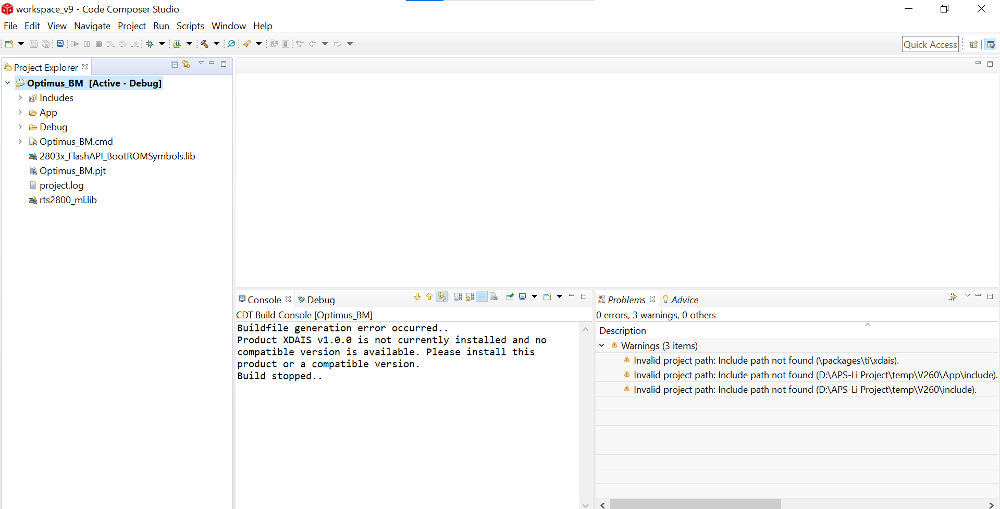 workspace_v9 - Code Composer Studio
File Edit View Navigate Project Run Scripts Window Help
Quick Access
Project Explorer
Optimus_BM [Active - Debug]
Includes
App
Debug
Optimus_BM.cmd
2803x_FlashAPI_BootROMSymbols.lib
Optimus_BM.pjt
project.log
rts2800_ml.lib
Console Debug
CDT Build Console [Optimus_BM]
Buildfile generation error occurred..
Product XDAIS v1.0.0 is not currently installed and no
compatible version is available. Please install this
product or a compatible version.
Build stopped..
Problems Advice
0 errors, 3 warnings, 0 others
Description
Warnings (3 items)
Invalid project path: Include path not found (\packages\ti\xdais).
Invalid project path: Include path not found (D:\APS-Li Project\temp\V260\App\include).
Invalid project path: Include path not found (D:\APS-Li Project\temp\V260\include).